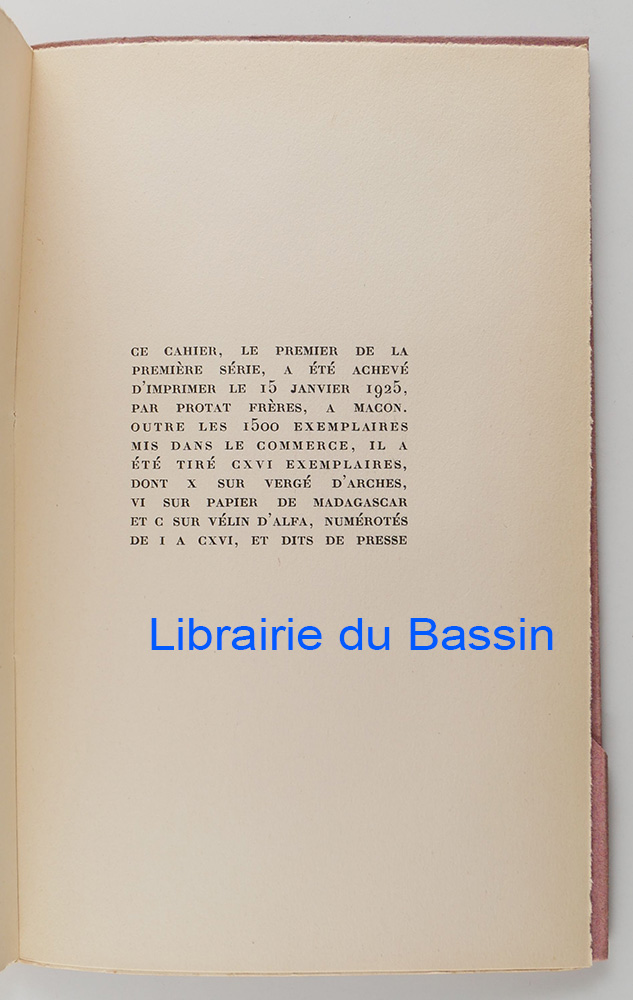 CE CAHIER, LE PREMIER DE LA
PREMIÈRE SÉRIE, A ÉTÉ ACHEVÉ
D'IMPRIMER LE 15 JANVIER 1925,
PAR PROTAT FRÈRES, A MACON.
OUTRE LES 1500 EXEMPLAIRES
MIS DANS LE COMMERCE, IL A
ÉTÉ TIRÉ CXVI EXEMPLAIRES,
DONT X SUR VERGÉ D'ARCHES,
VI SUR PAPIER DE MADAGASCAR
ET C SUR VÉLIN D'ALFA, NUMÉROTÉS
DE I A CXVI, ET DITS DE PRESSE
Librairie du Bassin